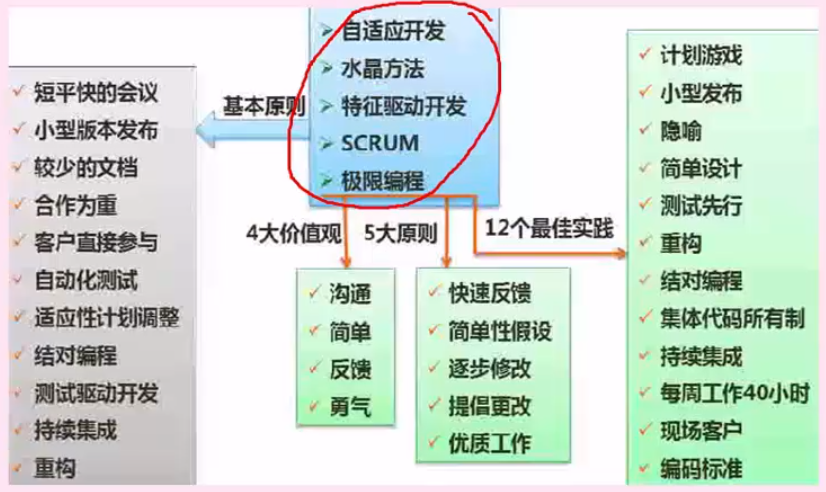 自适应开发
水晶方法
特征驱动开发
SCRUM
极限编程
基本原则
短平快的会议
小型版本发布
较少的文档
合作为重
客户直接参与
自动化测试
适应性计划调整
结对编程
测试驱动开发
持续集成
重构
4大价值观
沟通
简单
反馈
勇气
5大原则
快速反馈
简单性假设
逐步修改
提倡更改
优质工作
12个最佳实践
计划游戏
小型发布
隐喻
简单设计
测试先行
重构
结对编程
集体代码所有制
持续集成
每周工作40小时
现场客户
编码标准